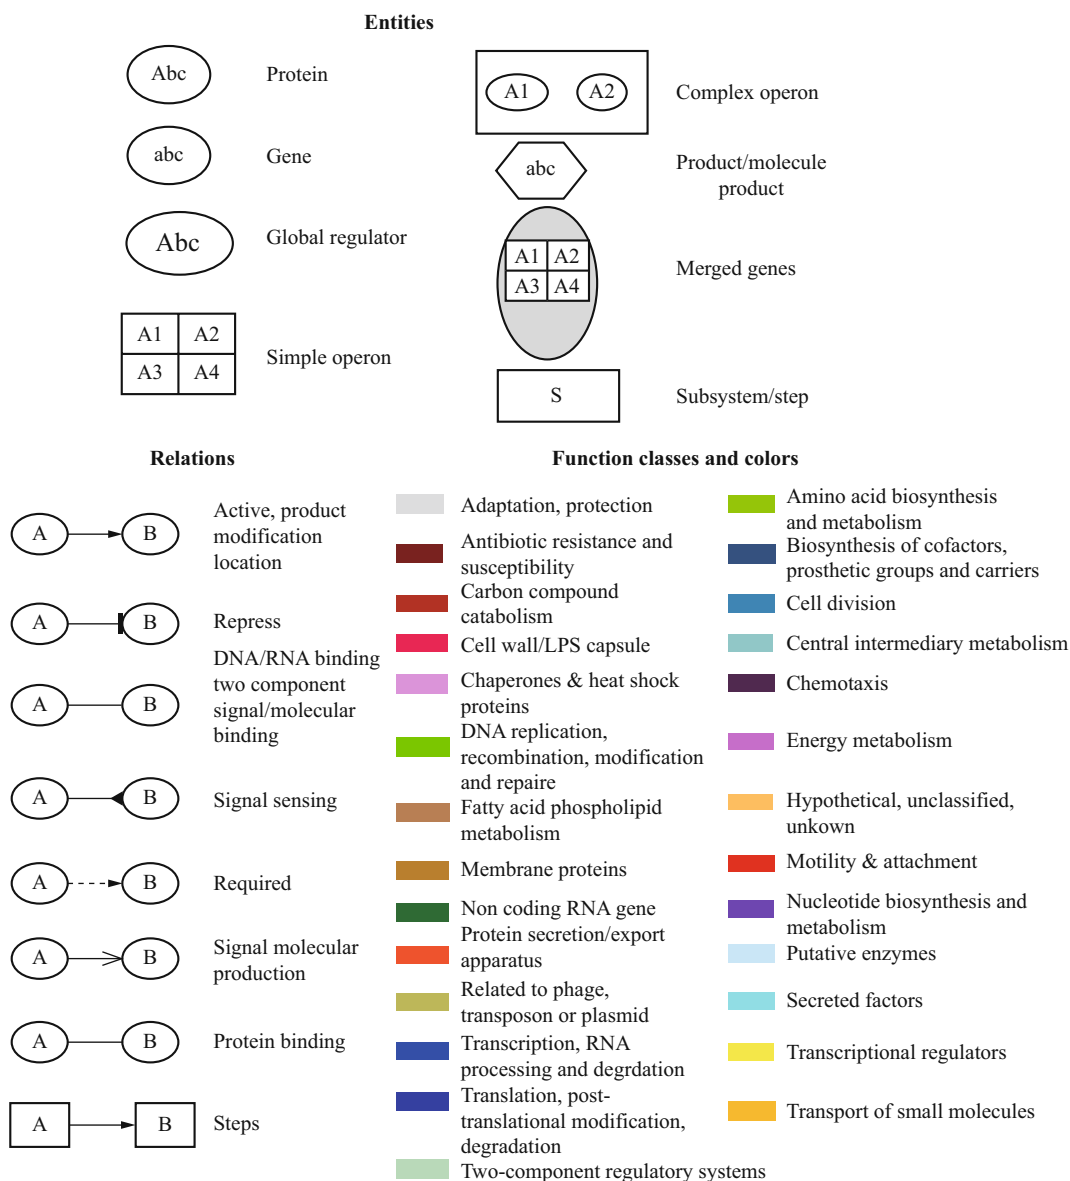 Entities
Abc
Protein
abc
Gene
Abc
Global regulator
A1 A2
A3 A4
Simple operon
A1 A2
Complex operon
abc
Product/molecule
product
A1 A2
A3 A4
Merged genes
S
Subsystem/step
Relations
A B
Active, product
modification
location
A B
Repress
A B
DNA/RNA binding
two component
signal/molecular
binding
A B
Signal sensing
A B
Required
A B
Signal molecular
production
A B
Protein binding
A B
Steps
Function classes and colors
Adaptation, protection
Antibiotic resistance and
susceptibility
Carbon compound
catabolism
Cell wall/LPS capsule
Chaperones & heat shock
proteins
DNA replication,
recombination, modification
and repaire
Fatty acid phospholipid
metabolism
Membrane proteins
Non coding RNA gene
Protein secretion/export
apparatus
Related to phage,
transposon or plasmid
Transcription, RNA
processing and degrdation
Translation, post-
translational modification,
degradation
Two-component regulatory systems
Amino acid biosynthesis
and metabolism
Biosynthesis of cofactors,
prosthetic groups and carriers
Cell division
Central intermediary metabolism
Chemotaxis
Energy metabolism
Hypothetical, unclassified,
unkown
Motility & attachment
Nucleotide biosynthesis and
metabolism
Putative enzymes
Secreted factors
Transcriptional regulators
Transport of small molecules